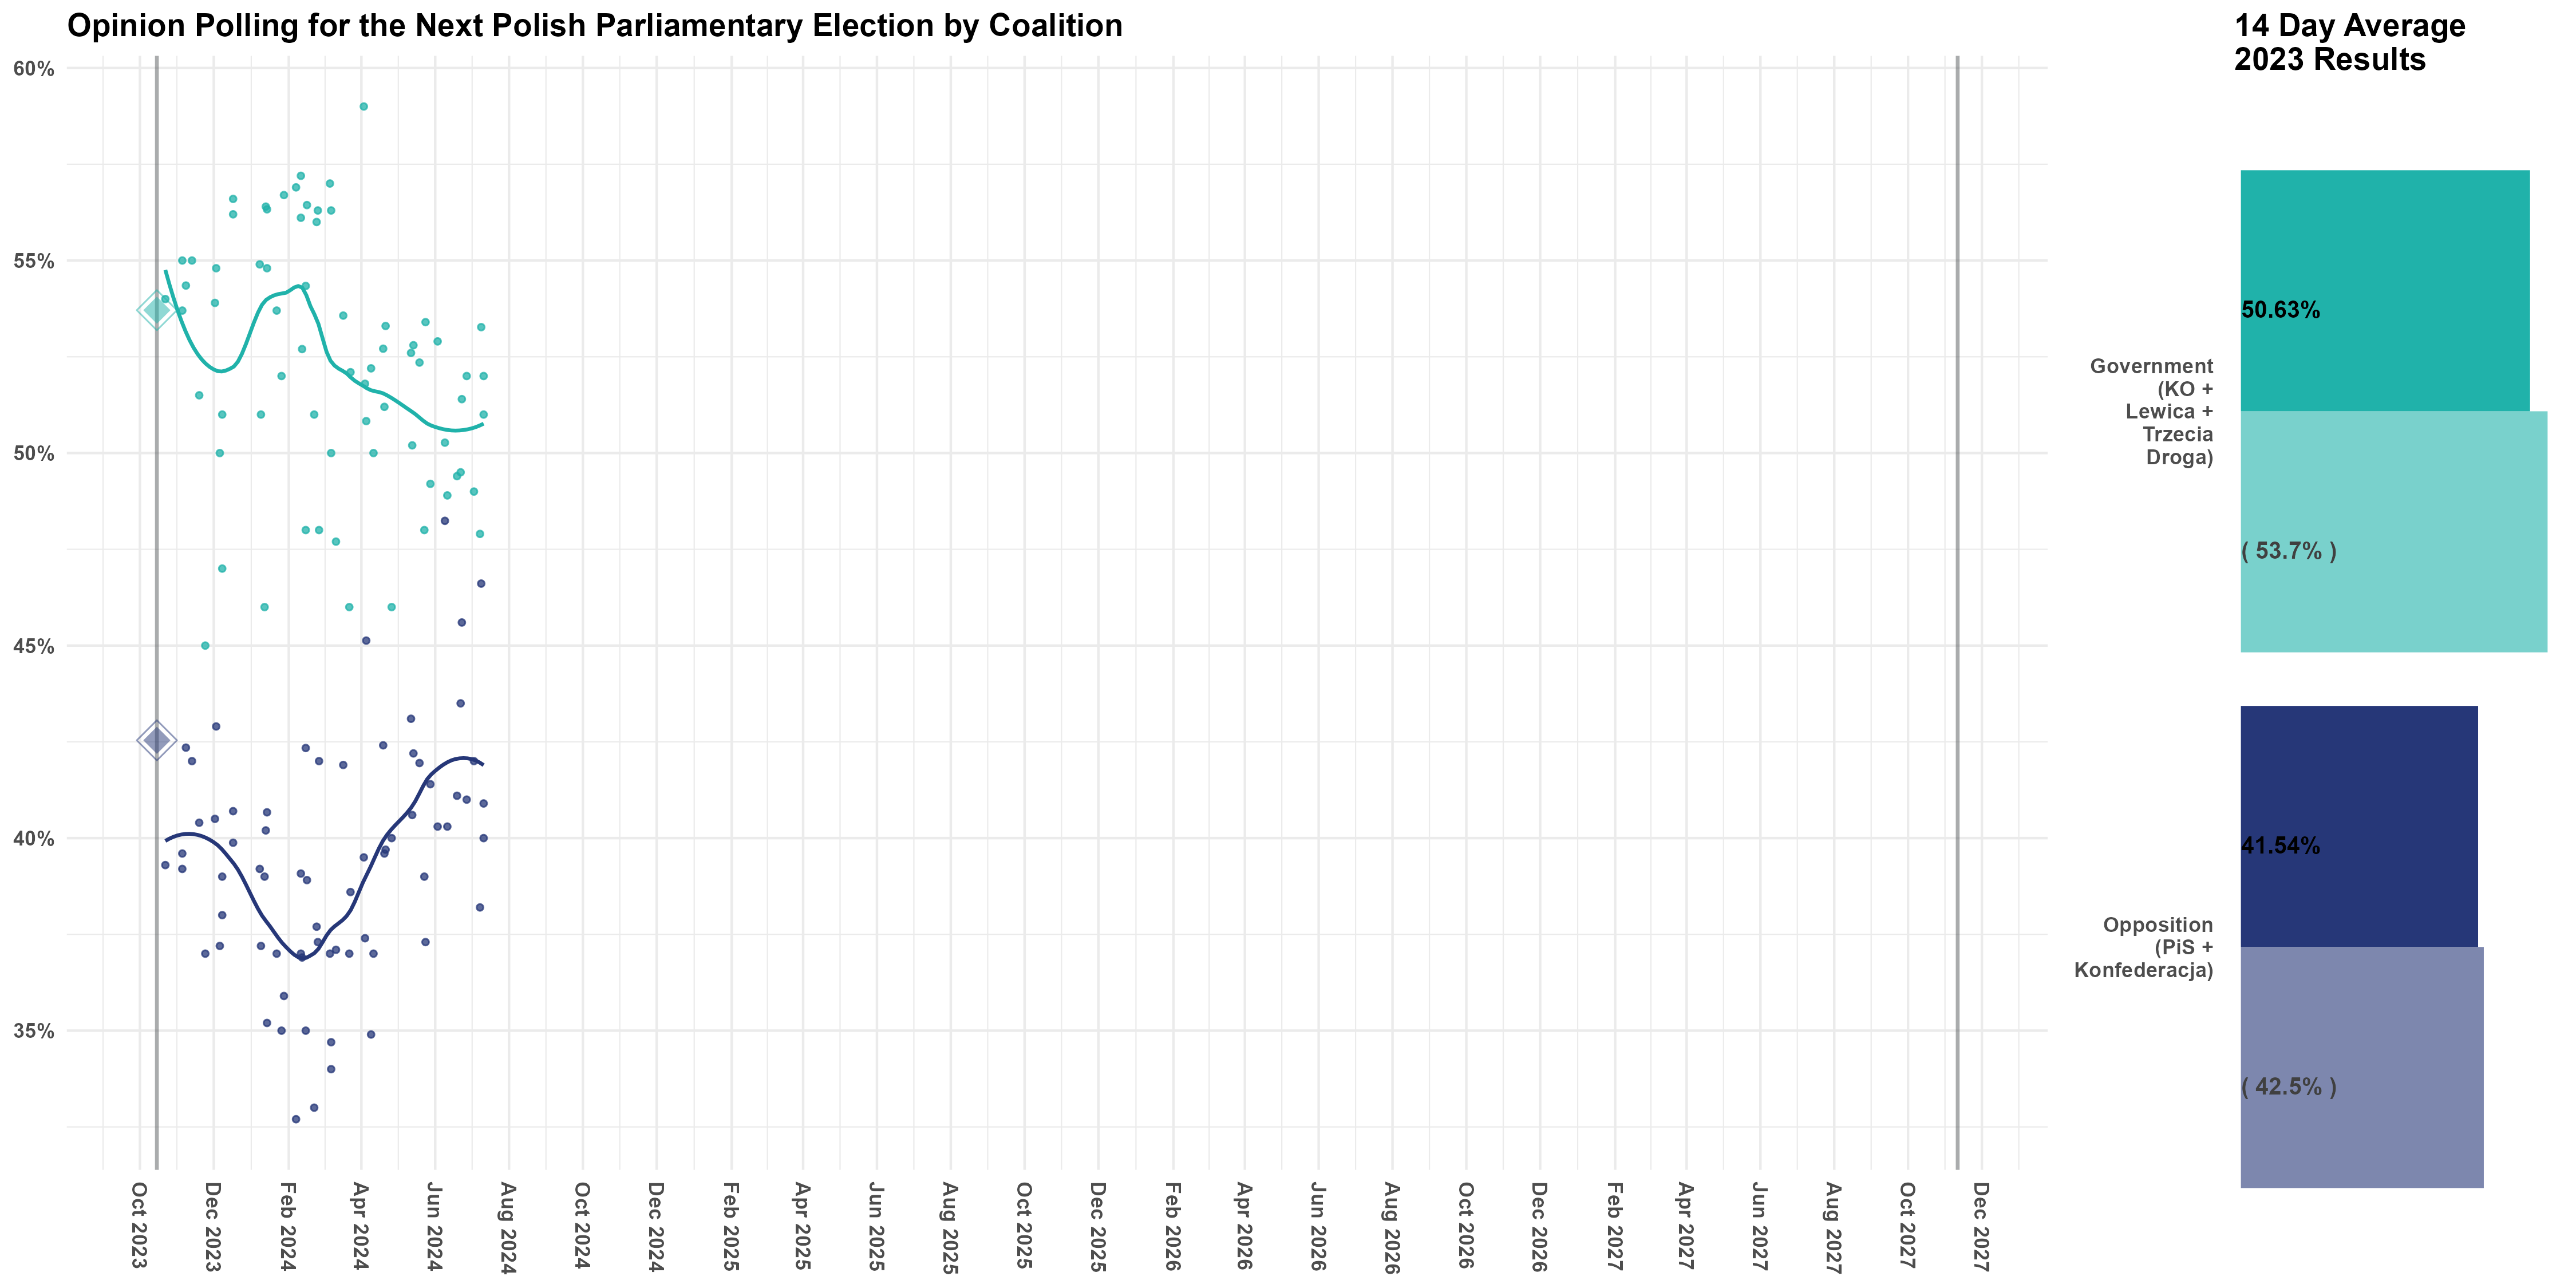 Opinion Polling for the Next Polish Parliamentary Election by Coalition
14 Day Average
2023 Results
60%
55%
50%
45%
40%
35%
Oct 2023
Dec 2023
Feb 2024
Apr 2024
Jun 2024
Aug 2024
Oct 2024
Dec 2024
Feb 2025
Apr 2025
Jun 2025
Aug 2025
Oct 2025
Dec 2025
Feb 2026
Apr 2026
Jun 2026
Aug 2026
Oct 2026
Dec 2026
Feb 2027
Apr 2027
Jun 2027
Aug 2027
Oct 2027
Dec 2027
Government
(KO +
Lewica +
Trzecia
Droga)
50.63%
( 53.7% )
Opposition
(PiS +
Konfederacja)
41.54%
( 42.5% )